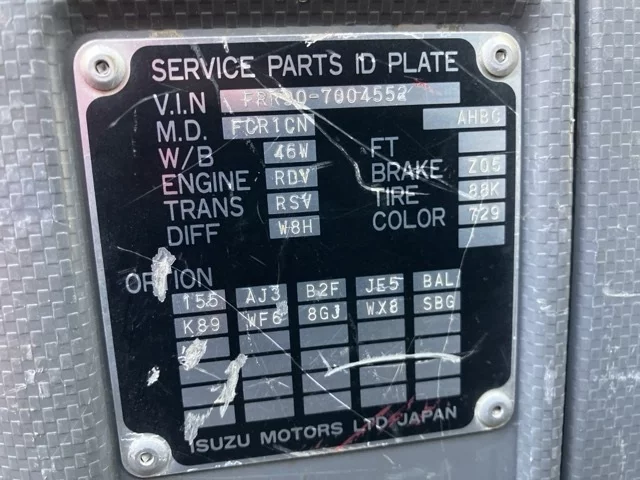 SERVICE PARTS ID PLATE
V.I.N FRR90-7004552
M.D. FCR1CN AHBC
W/B 46W FT
ENGINE RDV BRAKE Z05
TRANS RSV TIRE 88K
DIFF W8H COLOR 729
OPTION
155 AJ3 B2F JE5 BAL
K89 WF6 8GJ WX8 SBG
ISUZU MOTORS LTD JAPAN